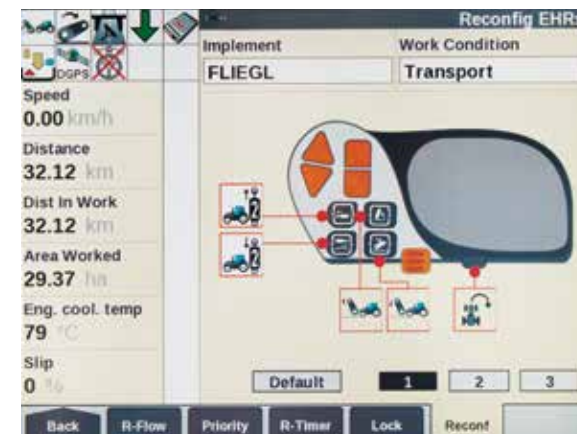 Reconfig EHR
DGPS
Implement
Work Condition
FLIEGL
Transport
Speed
0.00 km/h
Distance
32.12 km
Dist In Work
32.12 km
Area Worked
29.37 ha
Eng. cool. temp
79 °C
Slip
0 %
2
2
Default
1
2
3
Back
R-Flow
Priority
R-Timer
Lock
Reconf